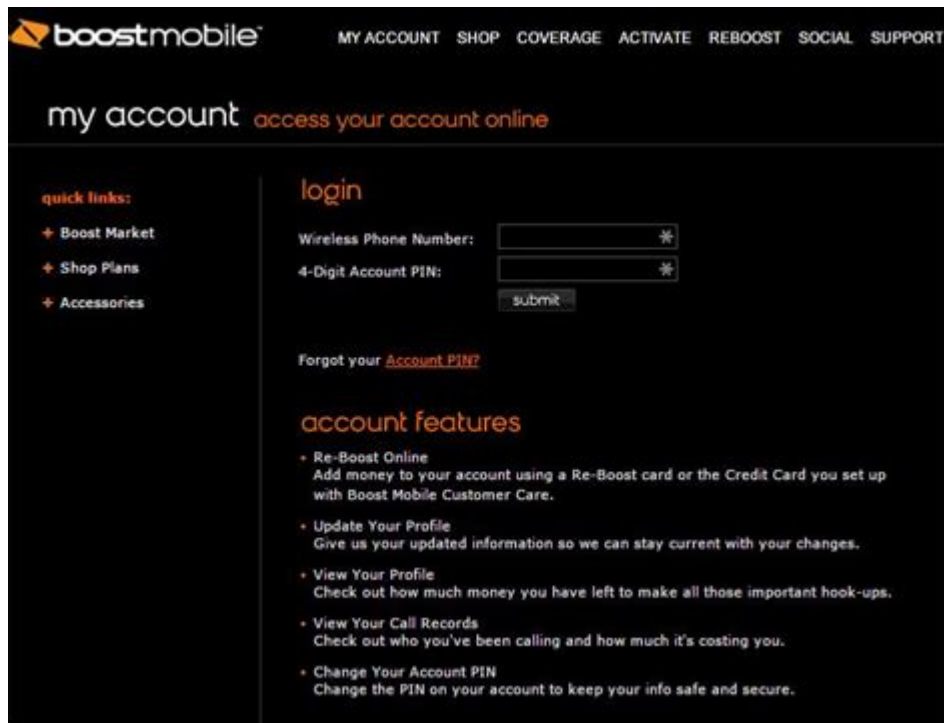 boostmobile™
MY ACCOUNT SHOP COVERAGE ACTIVATE REBOOST SOCIAL SUPPORT
my account access your account online
quick links:
+ Boost Market
+ Shop Plans
+ Accessories
login
Wireless Phone Number: *
4-Digit Account PIN: *
submit
Forgot your Account PIN?
account features
• Re-Boost Online
Add money to your account using a Re-Boost card or the Credit Card you set up
with Boost Mobile Customer Care.
• Update Your Profile
Give us your updated information so we can stay current with your changes.
• View Your Profile
Check out how much money you have left to make all those important hook-ups.
• View Your Call Records
Check out who you've been calling and how much it's costing you.
• Change Your Account PIN
Change the PIN on your account to keep your info safe and secure.